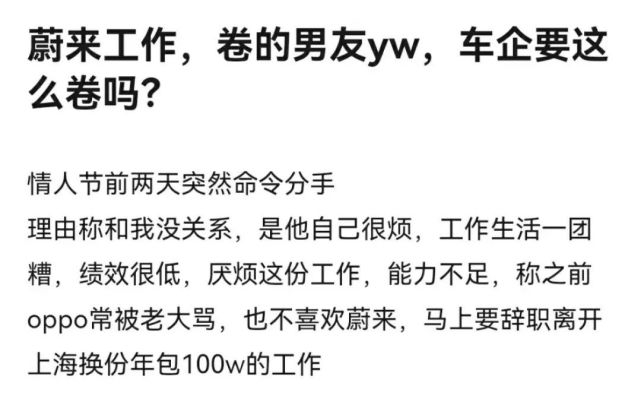 蔚来工作，卷的男友yw，车企要这
么卷吗？
情人节前两天突然命令分手
理由称和我没关系，是他自己很烦，工作生活一团
糟，绩效很低，厌烦这份工作，能力不足，称之前
oppo常被老大骂，也不喜欢蔚来，马上要辞职离开
上海换份年包100w的工作